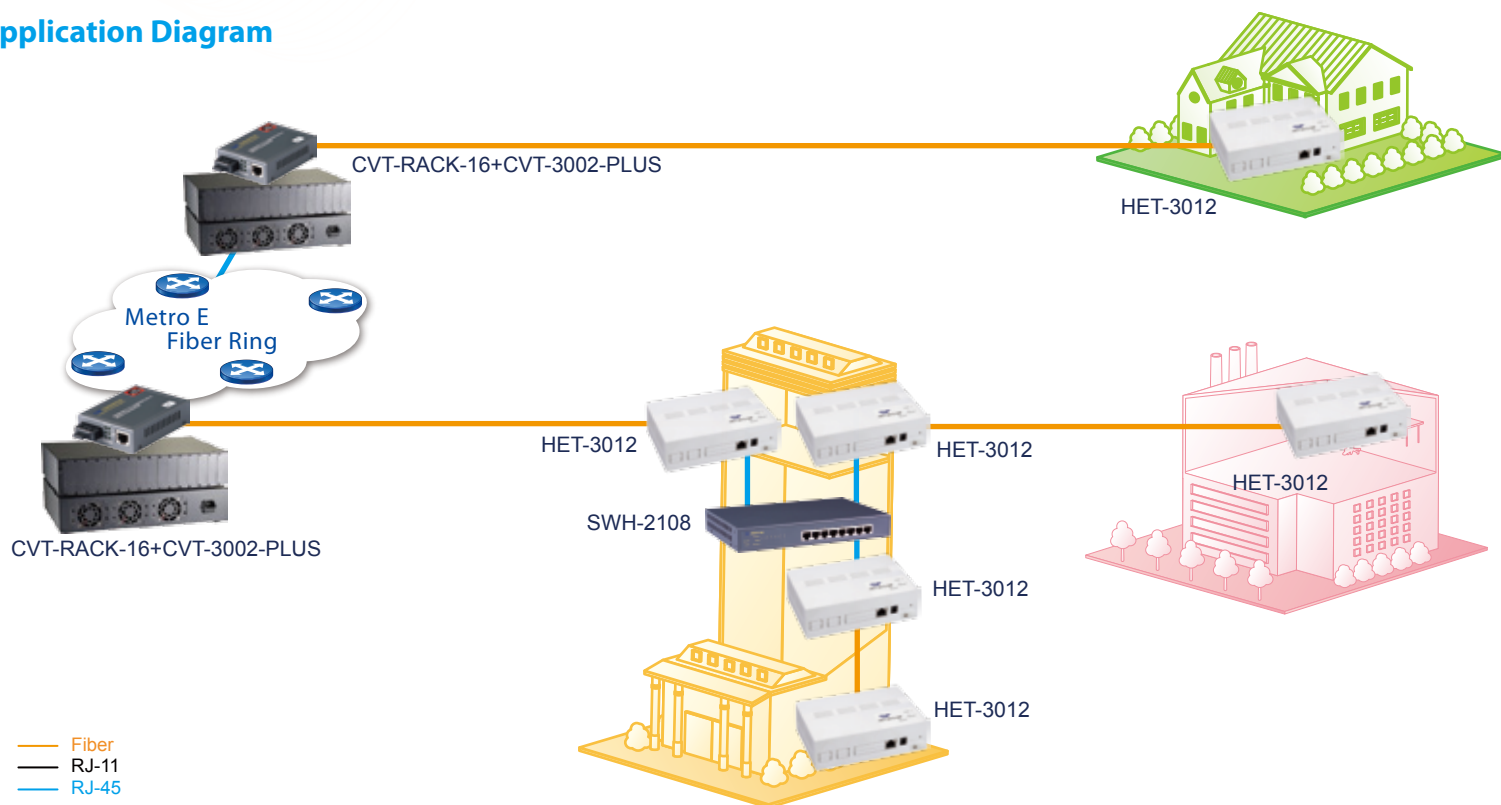 pplication Diagram
CVT-RACK-16+CVT-3002-PLUS
HET-3012
Metro E
Fiber Ring
HET-3012
HET-3012
HET-3012
SWH-2108
CVT-RACK-16+CVT-3002-PLUS
HET-3012
HET-3012
Fiber
RJ-11
RJ-45